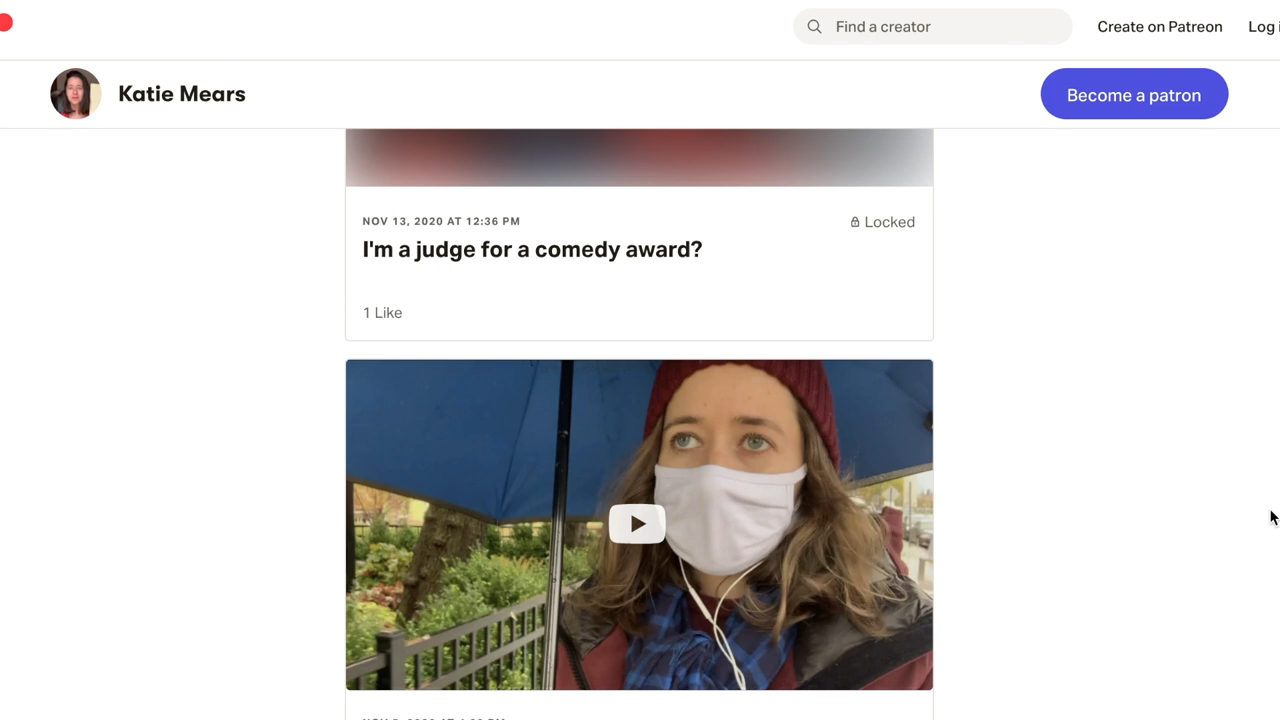 Find a creator
Create on Patreon
Log i
Katie Mears
Become a patron
NOV 13, 2020 AT 12:36 PM
Locked
I'm a judge for a comedy award?
1 Like